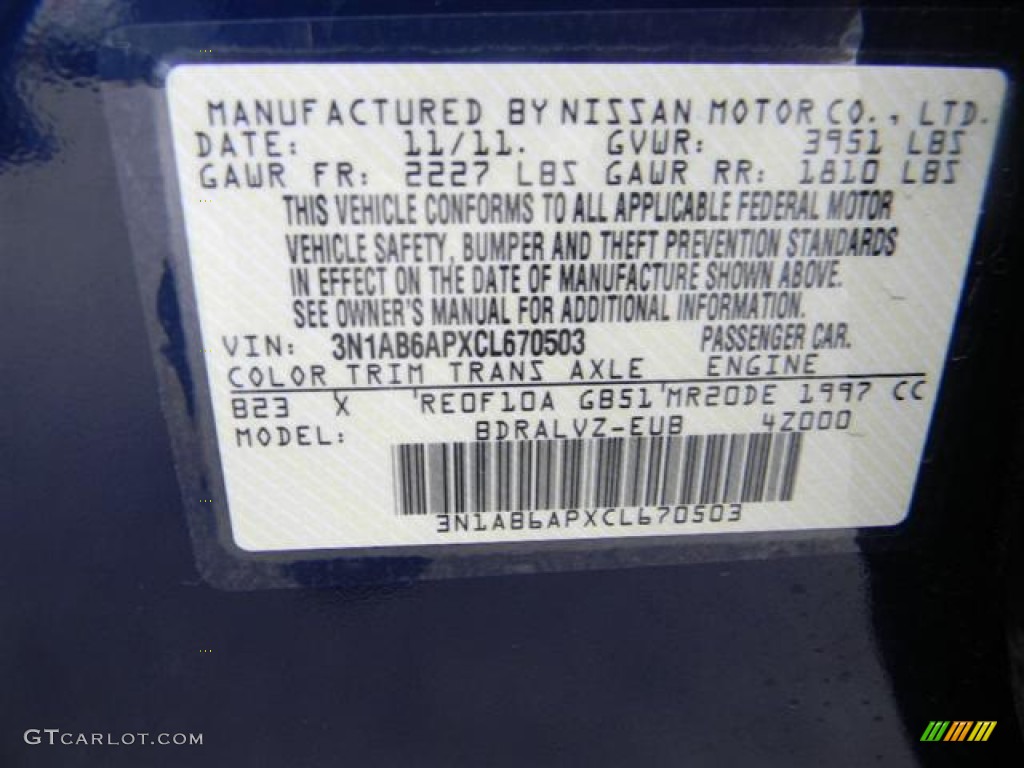 MANUFACTURED BY NISSAN MOTOR CO., LTD.
DATE: 11/11. GVWR: 3951 LBS
GAWR FR: 2227 LBS GAWR RR: 1810 LBS
THIS VEHICLE CONFORMS TO ALL APPLICABLE FEDERAL MOTOR
VEHICLE SAFETY, BUMPER AND THEFT PREVENTION STANDARDS
IN EFFECT ON THE DATE OF MANUFACTURE SHOWN ABOVE.
SEE OWNER'S MANUAL FOR ADDITIONAL INFORMATION.
VIN: 3N1AB6APXCL670503 PASSENGER CAR.
COLOR TRIM TRANS AXLE ENGINE
B23 X 'RE0F10A GB51'MR20DE 1997 CC
MODEL: BDRALVZ-EUB 4Z000
3N1AB6APXCL670503
GTCARLOT.COM